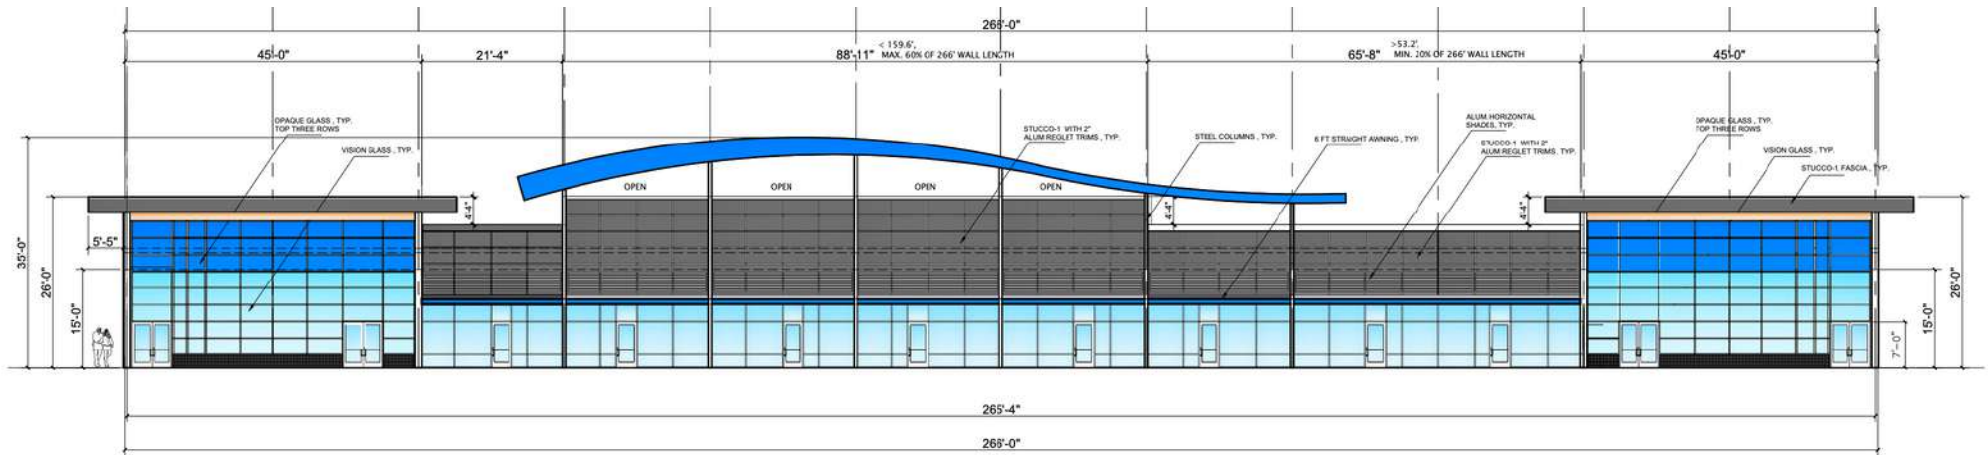 266'-0"
45'-0"
21'-4"
88'-11"
< 159.6',
MAX. 60% OF 266' WALL LENGTH
65'-8"
>53.2',
MIN. 20% OF 266' WALL LENGTH
45'-0"
OPAQUE GLASS , TYP.
TOP THREE ROWS
VISION GLASS , TYP.
STUCCO-1 WITH 2"
ALUM REGLET TRIMS , TYP.
STEEL COLUMNS , TYP.
6 FT STRAIGHT AWNING , TYP.
ALUM. HORIZONTAL
SHADES, TYP.
STUCCO-1 WITH 2"
ALUM REGLET TRIMS, TYP.
OPAQUE GLASS , TYP.
TOP THREE ROWS
VISION GLASS , TYP.
STUCCO-1, FASCIA , TYP.
OPEN
OPEN
OPEN
OPEN
4'-4"
4'-4"
4'-4"
5'-5"
35'-0"
26'-0"
15'-0"
7'-0"
15'-0"
26'-0"
265'-4"
266'-0"